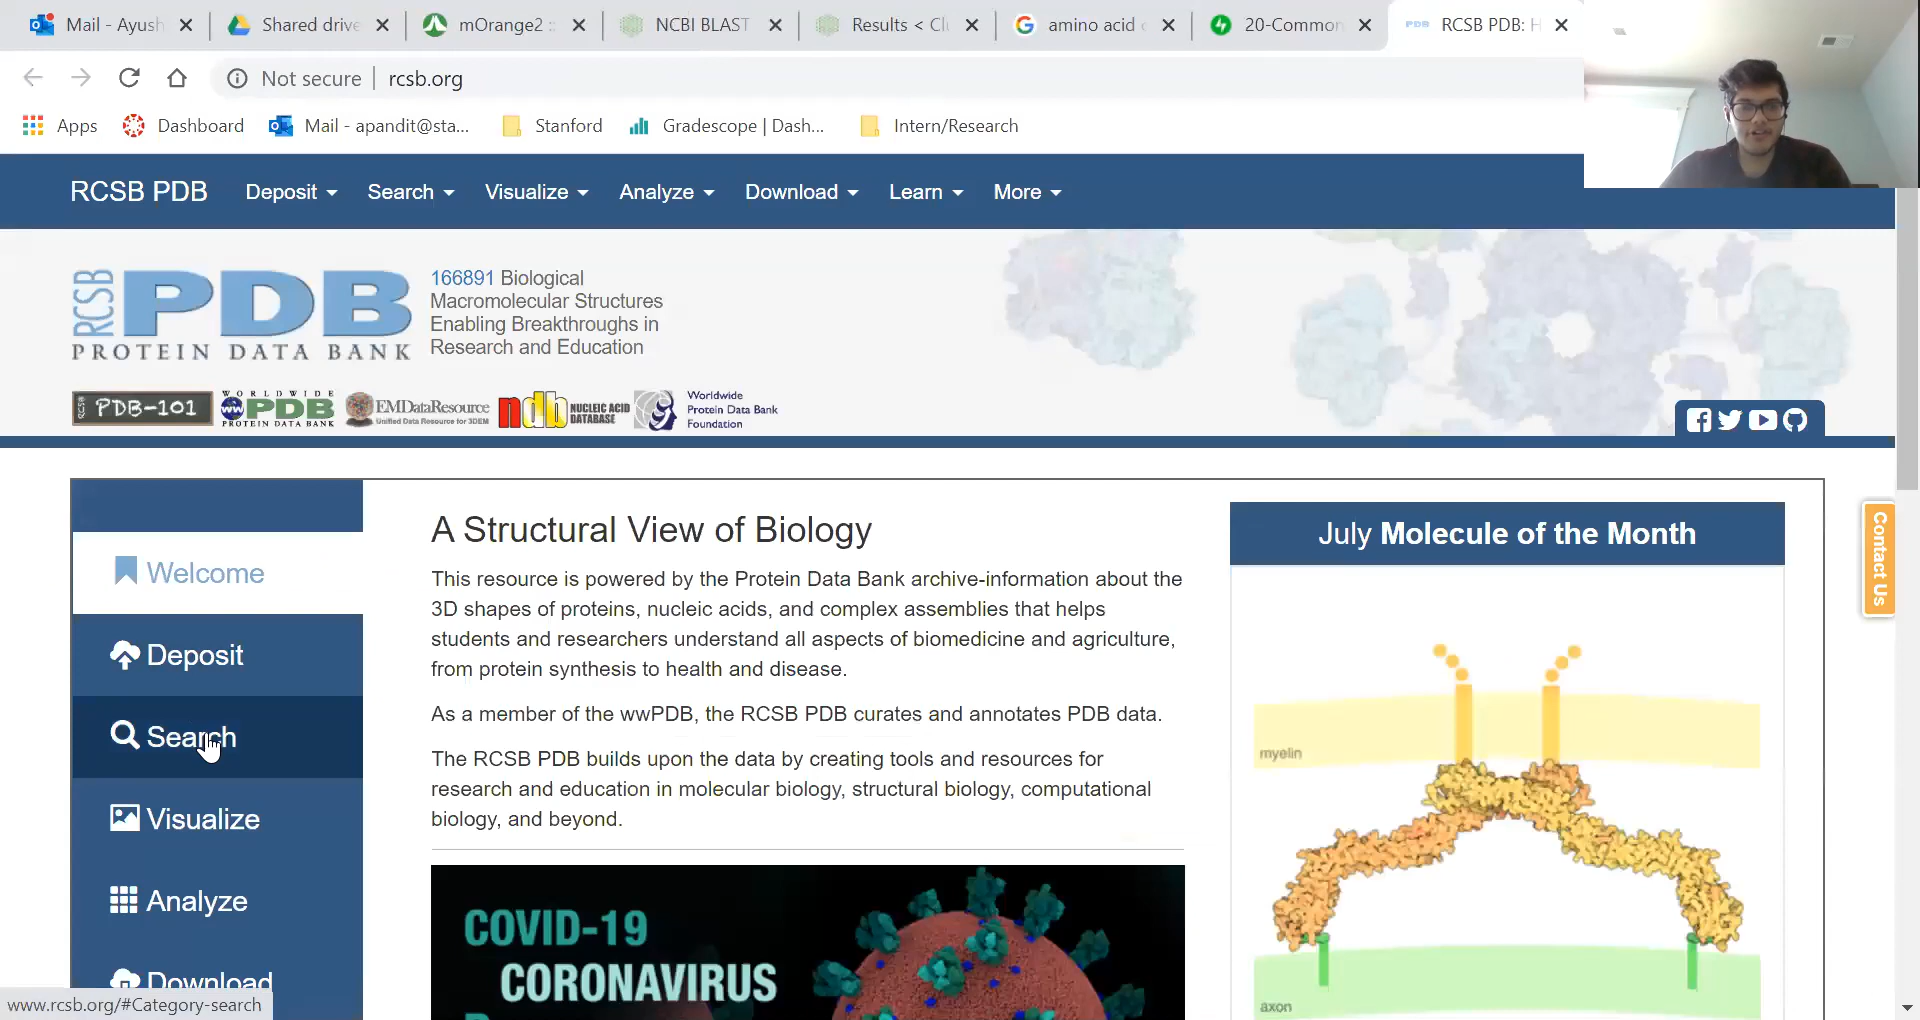 Mail - Ayush
Shared drive
mOrange2 ::
NCBI BLAST
Results < Cl
amino acid
20-Common
RCSB PDB: H
Not secure
rcsb.org
Apps
Dashboard
Mail - apandit@sta...
Stanford
Gradescope | Dash...
Intern/Research
RCSB PDB
Deposit
Search
Visualize
Analyze
Download
Learn
More
RCSB PDB
PROTEIN DATA BANK
166891 Biological
Macromolecular Structures
Enabling Breakthroughs in
Research and Education
PDB-101
WORLDWIDE
PDB
PROTEIN DATA BANK
EMDataResource
Unified Data Resource for 3DEM
ndb NUCLEIC ACID
DATABASE
Worldwide
Protein Data Bank
Foundation
Contact Us
Welcome
Deposit
Search
Visualize
Analyze
Download
A Structural View of Biology
This resource is powered by the Protein Data Bank archive-information about the
3D shapes of proteins, nucleic acids, and complex assemblies that helps
students and researchers understand all aspects of biomedicine and agriculture,
from protein synthesis to health and disease.
As a member of the wwPDB, the RCSB PDB curates and annotates PDB data.
The RCSB PDB builds upon the data by creating tools and resources for
research and education in molecular biology, structural biology, computational
biology, and beyond.
COVID-19
CORONAVIRUS
July Molecule of the Month
myelin
axon
www.rcsb.org/#Category-search